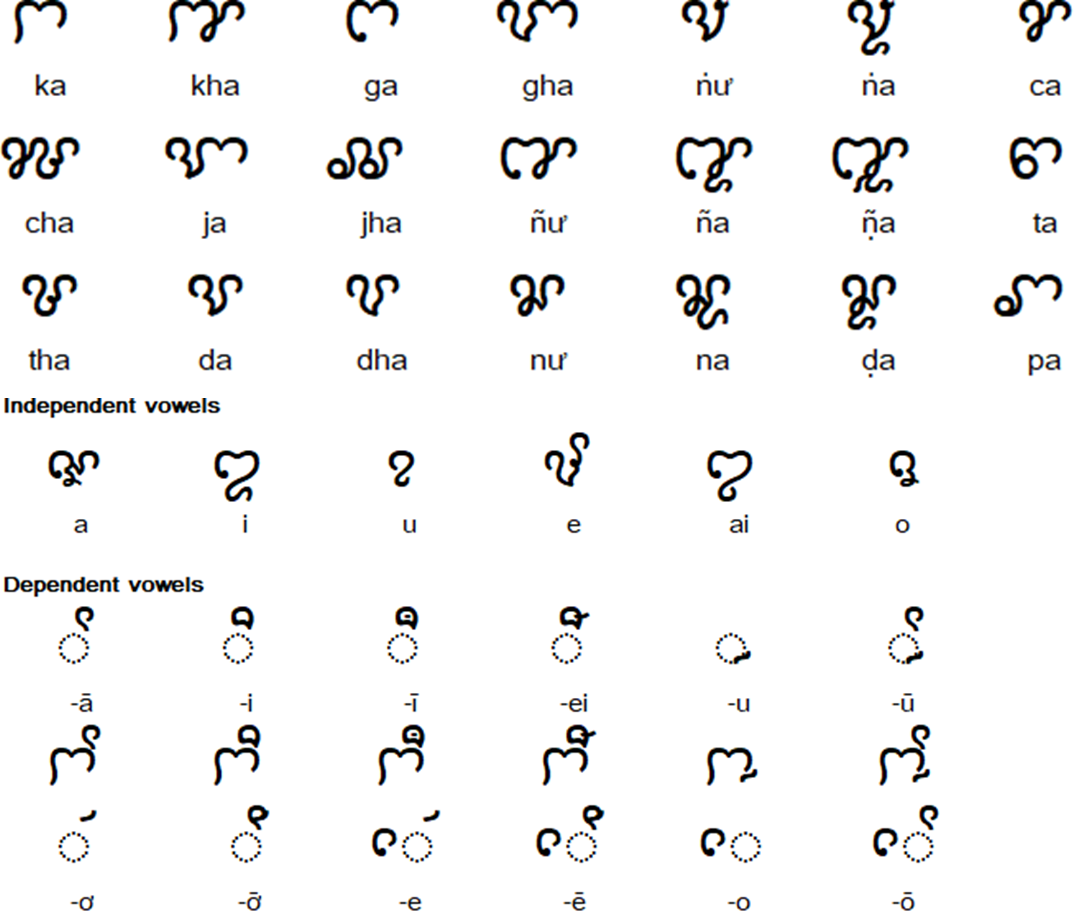 ꨆ ꨇ ꨈ ꨉ ꨊ ꨋ ꨌ
ka kha ga gha ṅư ṅa ca
ꨍ ꨎ ꨏ ꨐ ꨑ ꨒ ꨓ
cha ja jha ñư ña ṇ̃a ta
ꨔ ꨕ ꨖ ꨗ ꨘ ꨙ ꨚ
tha da dha nư na ḍa pa
Independent vowels
ꨀ ꨁ ꨂ ꨃ ꨄ ꨅ
a i u e ai o
Dependent vowels
◌ꨩ ◌ꨪ ◌ꨫ ◌ꨬ ◌ꨭ ◌ꨭꨩ
-ā -i -ī -ei -u -ū
ꨆꨩ ꨆꨪ ꨆꨫ ꨆꨬ ꨆꨭ ꨆꨭꨩ
◌ꨮ ◌ꨮꨩ ◌ꨯꨮ ◌ꨯꨮꨩ ◌ꨯ ◌ꨯꨩ
-ơ -ơ̄ -e -ē -o -ō